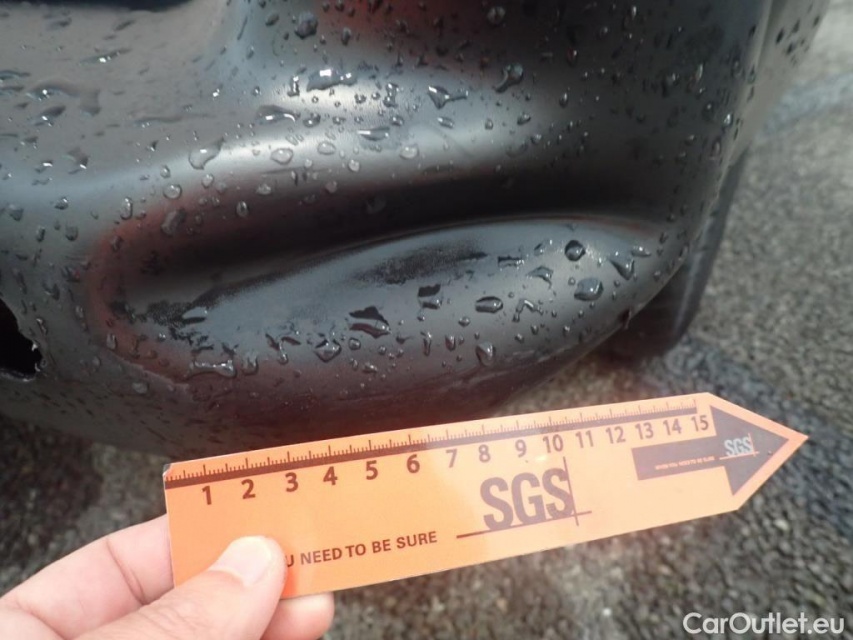 1 2 3 4 5 6 7 8 9 10 11 12 13 14 15
SGS
SGS
U NEED TO BE SURE
CarOutlet.eu